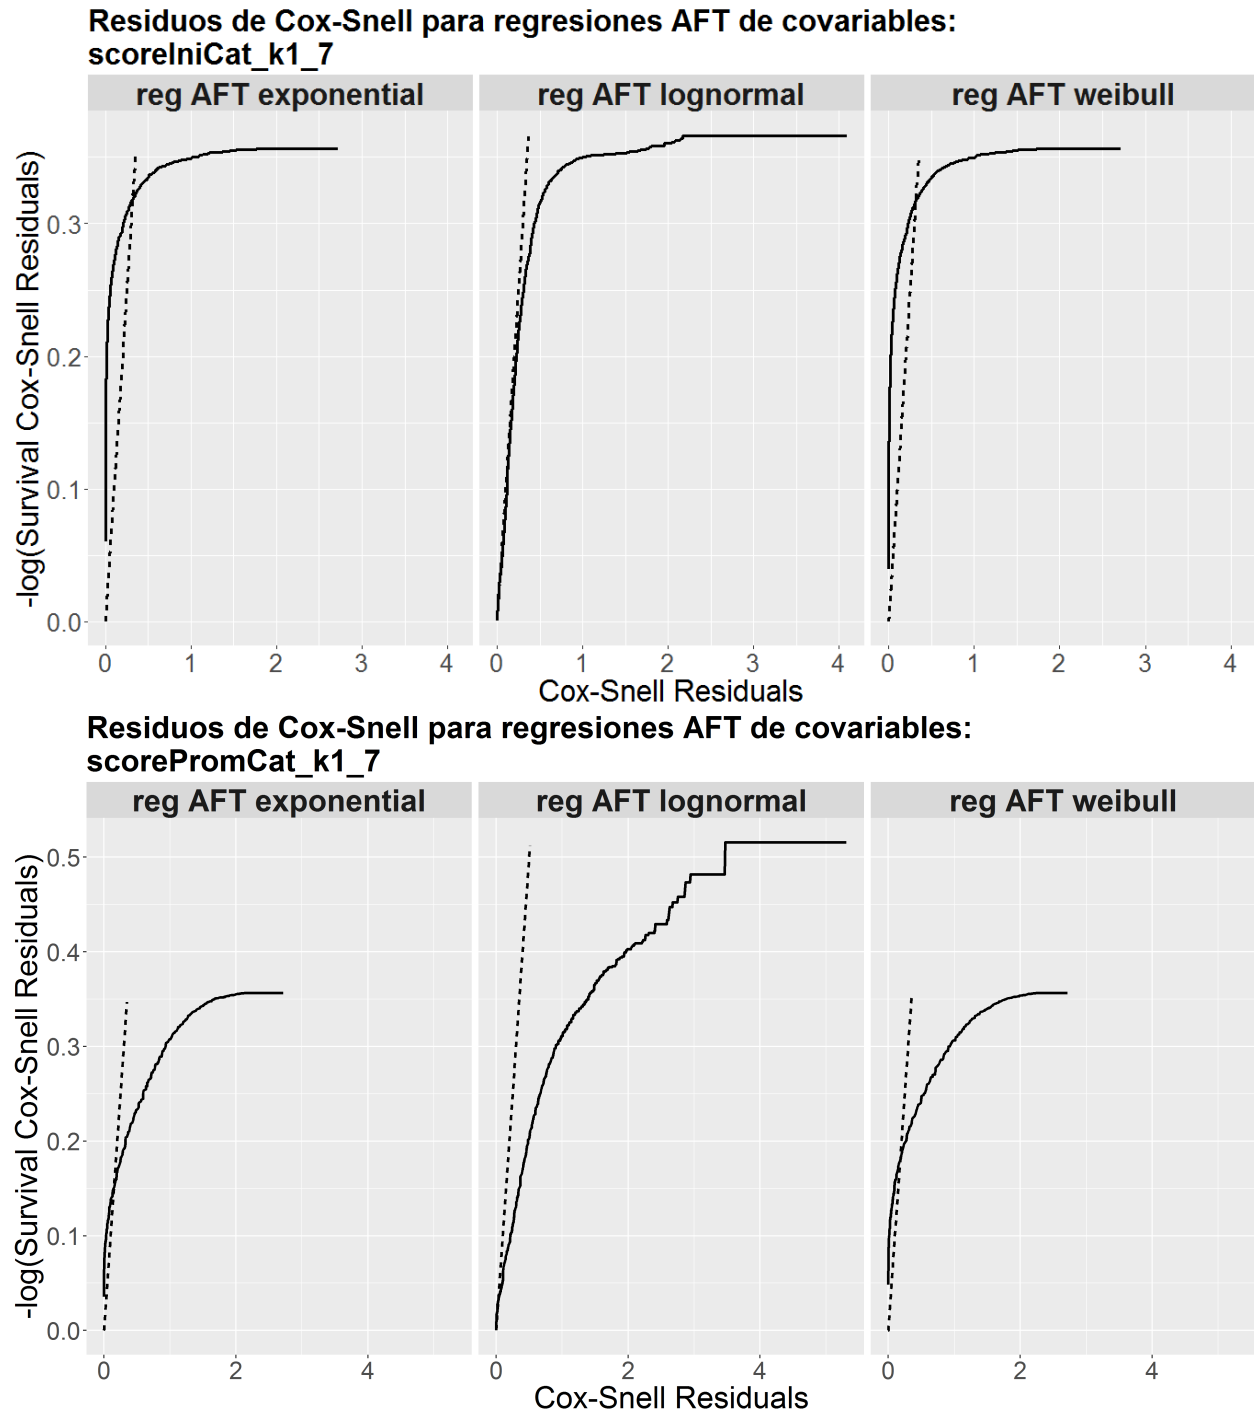 Residuos de Cox-Snell para regresiones AFT de covariables:
scoreIniCat_k1_7
reg AFT exponential
reg AFT lognormal
reg AFT weibull
-log(Survival Cox-Snell Residuals)
0.3
0.2
0.1
0.0
0 1 2 3 4
0 1 2 3 4
0 1 2 3 4
Cox-Snell Residuals
Residuos de Cox-Snell para regresiones AFT de covariables:
scorePromCat_k1_7
reg AFT exponential
reg AFT lognormal
reg AFT weibull
-log(Survival Cox-Snell Residuals)
0.5
0.4
0.3
0.2
0.1
0.0
0 2 4
0 2 4
0 2 4
Cox-Snell Residuals